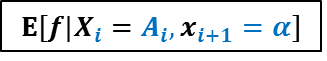 E[f|X_i = A_i, x_{i+1} = α]